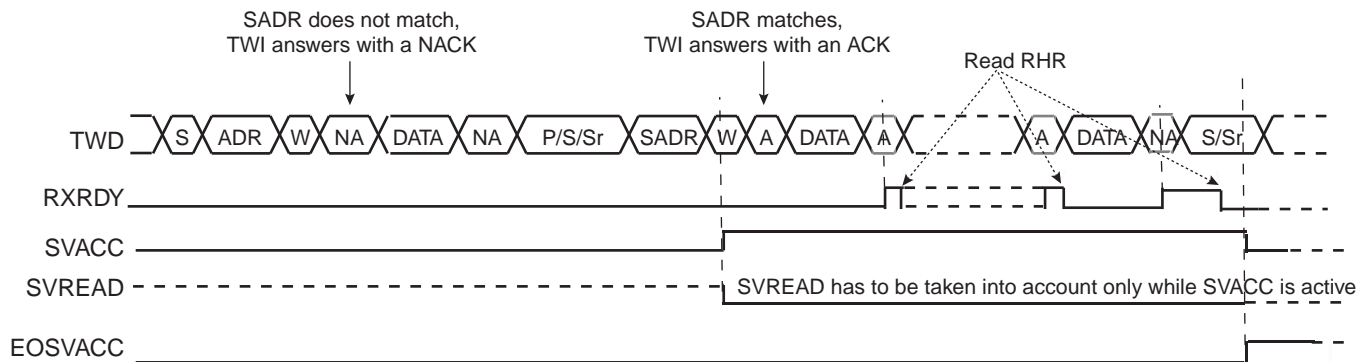 SADR does not match,
TWI answers with a NACK
SADR matches,
TWI answers with an ACK
Read RHR
TWD S ADR W NA DATA NA P/S/Sr SADR W A DATA A A DATA NA S/Sr
RXRDY
SVACC
SVREAD SVREAD has to be taken into account only while SVACC is active
EOSVACC